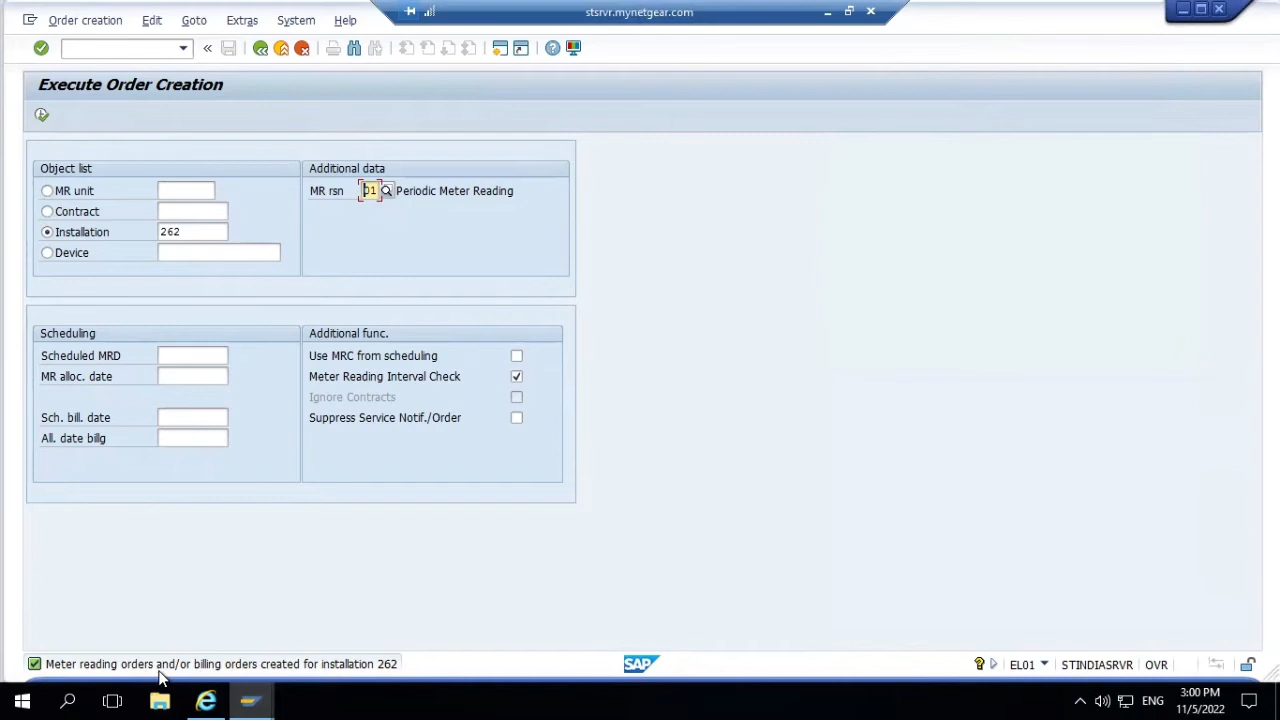 stsrvr.mynetgear.com
Order creation Edit Goto Extras System Help
Execute Order Creation
Object list
MR unit
Contract
Installation 262
Device
Additional data
MR rsn 01 Periodic Meter Reading
Scheduling
Scheduled MRD
MR alloc. date
Sch. bill. date
All. date billg
Additional func.
Use MRC from scheduling
Meter Reading Interval Check
Ignore Contracts
Suppress Service Notif./Order
Meter reading orders and/or billing orders created for installation 262
SAP
EL01 STINDIASRVR OVR
ENG
3:00 PM
11/5/2022